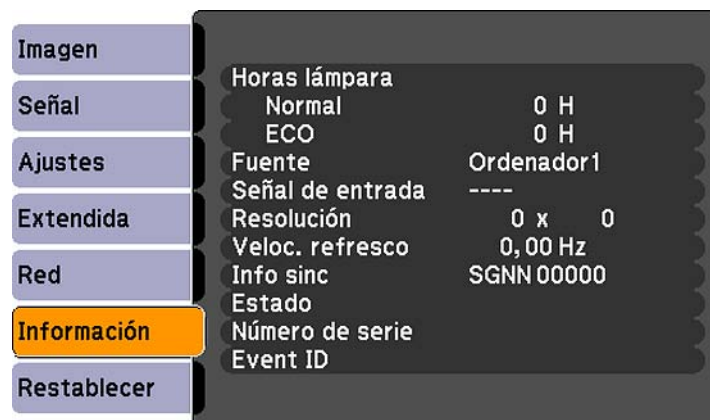 Imagen
Señal
Ajustes
Extendida
Red
Información
Restablecer
Horas lámpara
Normal 0 H
ECO 0 H
Fuente Ordenador1
Señal de entrada ----
Resolución 0 x 0
Veloc. refresco 0,00 Hz
Info sinc SGNN 00000
Estado
Número de serie
Event ID